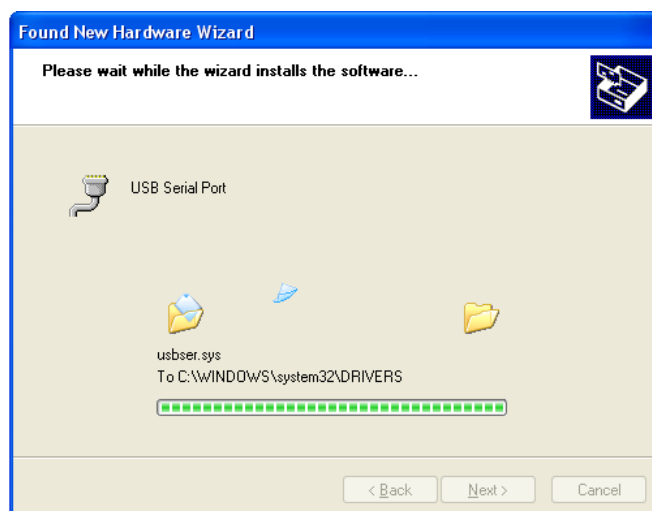 Found New Hardware Wizard
Please wait while the wizard installs the software...
USB Serial Port
usbser.sys
To C:\WINDOWS\system32\DRIVERS
< Back Next > Cancel